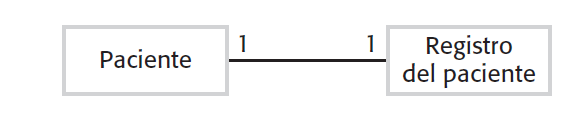 Paciente
1
1
Registro
del paciente